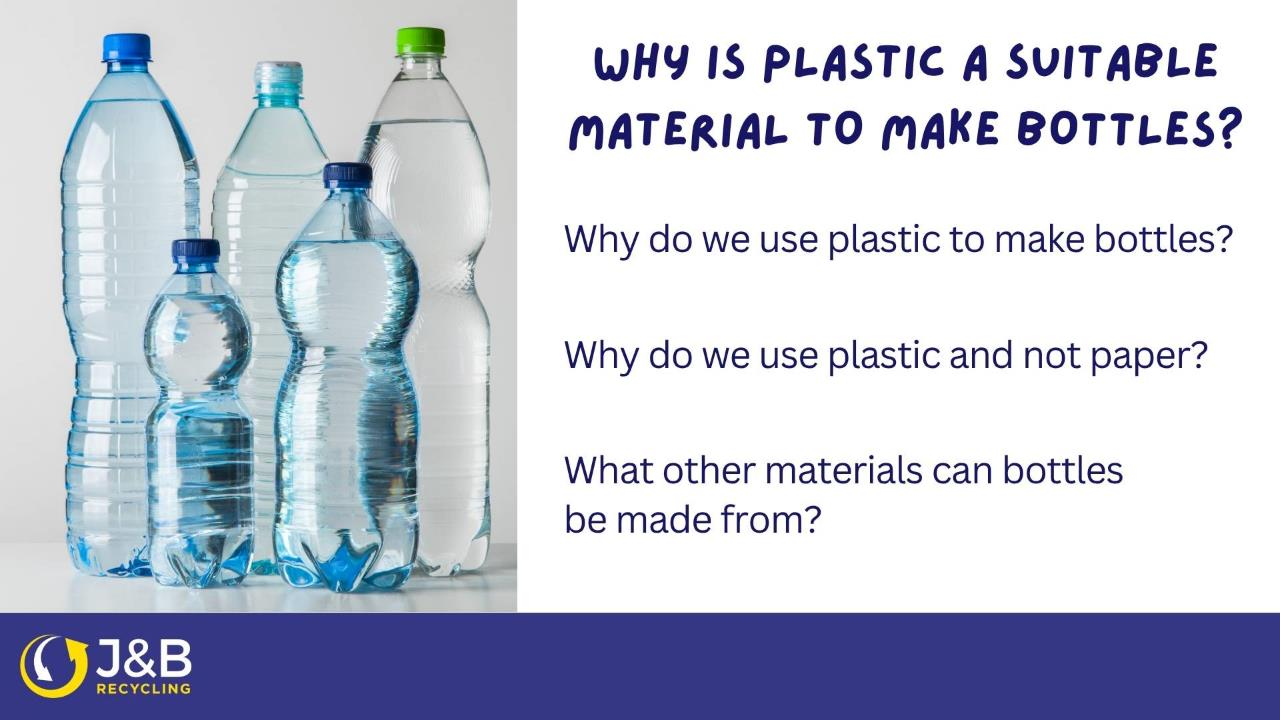 WHY IS PLASTIC A SUITABLE
MATERIAL TO MAKE BOTTLES?
Why do we use plastic to make bottles?
Why do we use plastic and not paper?
What other materials can bottles
be made from?
J&B
RECYCLING